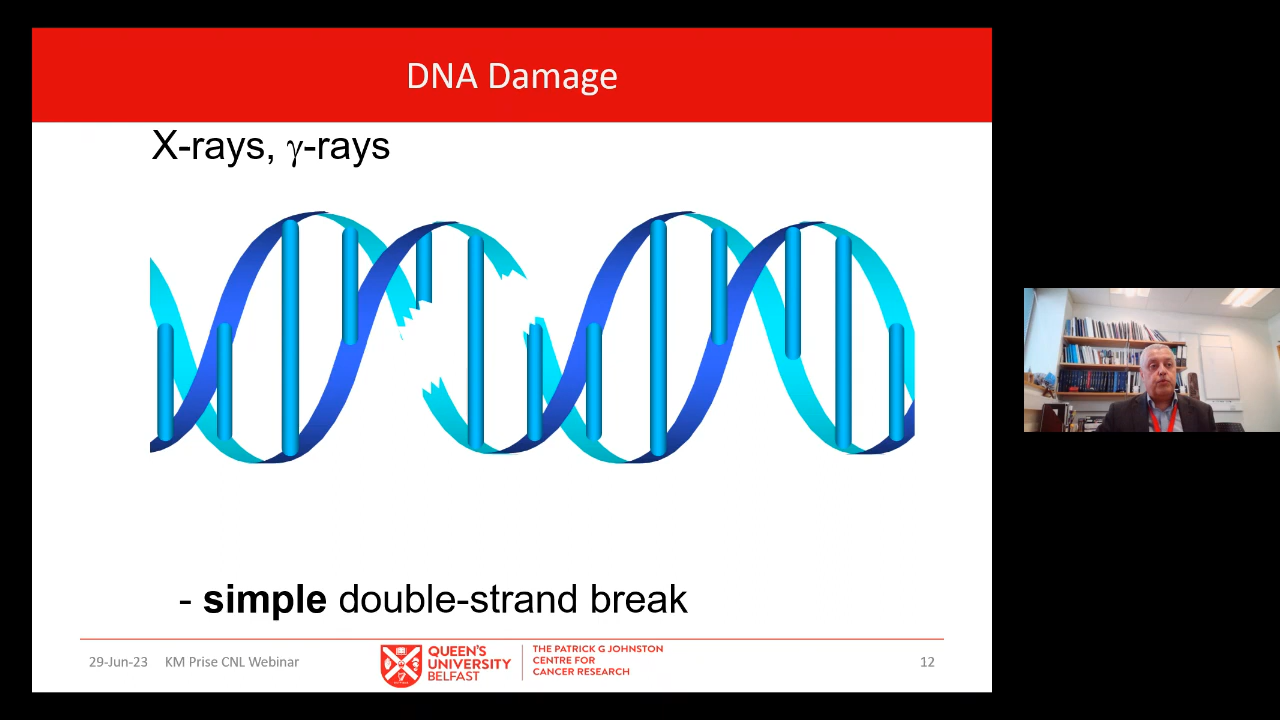 DNA Damage
X-rays, γ-rays
- simple double-strand break
29-Jun-23 KM Prise CNL Webinar
QUEEN'S
UNIVERSITY
BELFAST
THE PATRICK G JOHNSTON
CENTRE FOR
CANCER RESEARCH
12